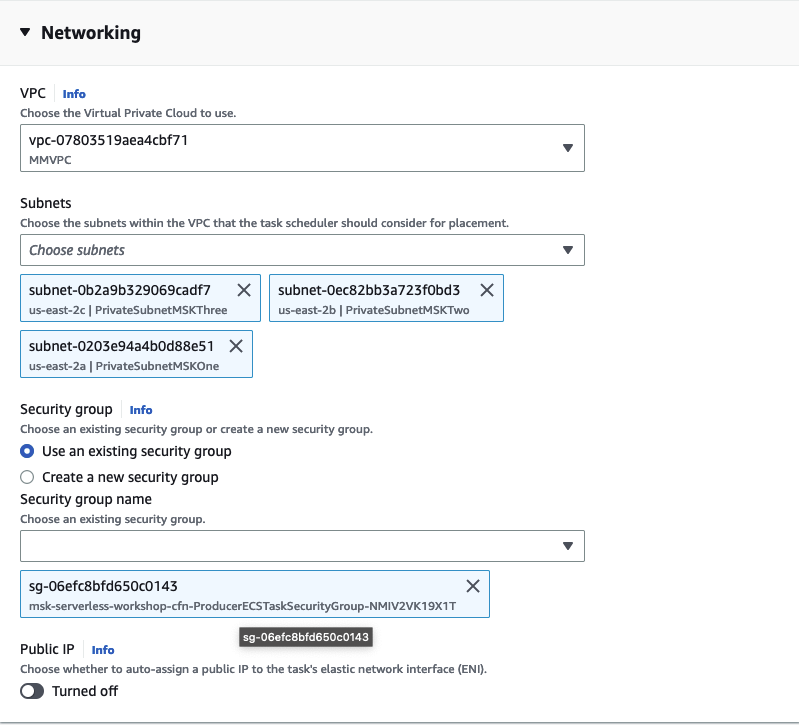 Networking
VPC Info
Choose the Virtual Private Cloud to use.
vpc-07803519aea4cbf71
MMVPC
Subnets
Choose the subnets within the VPC that the task scheduler should consider for placement.
Choose subnets
subnet-0b2a9b329069cadf7 subnet-0ec82bb3a723f0bd3
us-east-2c | PrivateSubnetMSKThree us-east-2b | PrivateSubnetMSKTwo
subnet-0203e94a4b0d88e51
us-east-2a | PrivateSubnetMSKOne
Security group Info
Choose an existing security group or create a new security group.
Use an existing security group
Create a new security group
Security group name
Choose an existing security group.
sg-06efc8bfd650c0143
msk-serverless-workshop-cfn-ProducerECSTaskSecurityGroup-NMIV2VK19X1T
sg-06efc8bfd650c0143
Public IP Info
Choose whether to auto-assign a public IP to the task's elastic network interface (ENI).
Turned off